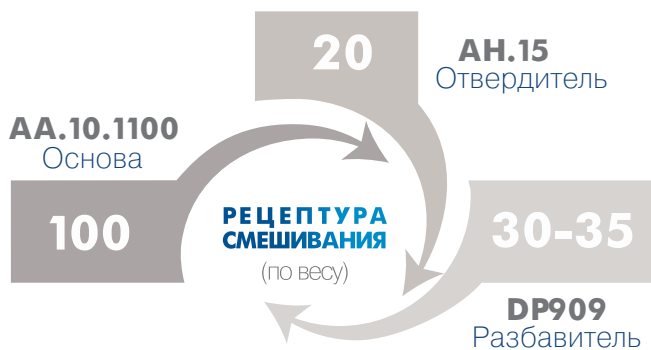 20
AH.15
Отвердитель
AA.10.1100
Основа
100
РЕЦЕПТУРА
СМЕШИВАНИЯ
(по весу)
30-35
DP909
Разбавитель